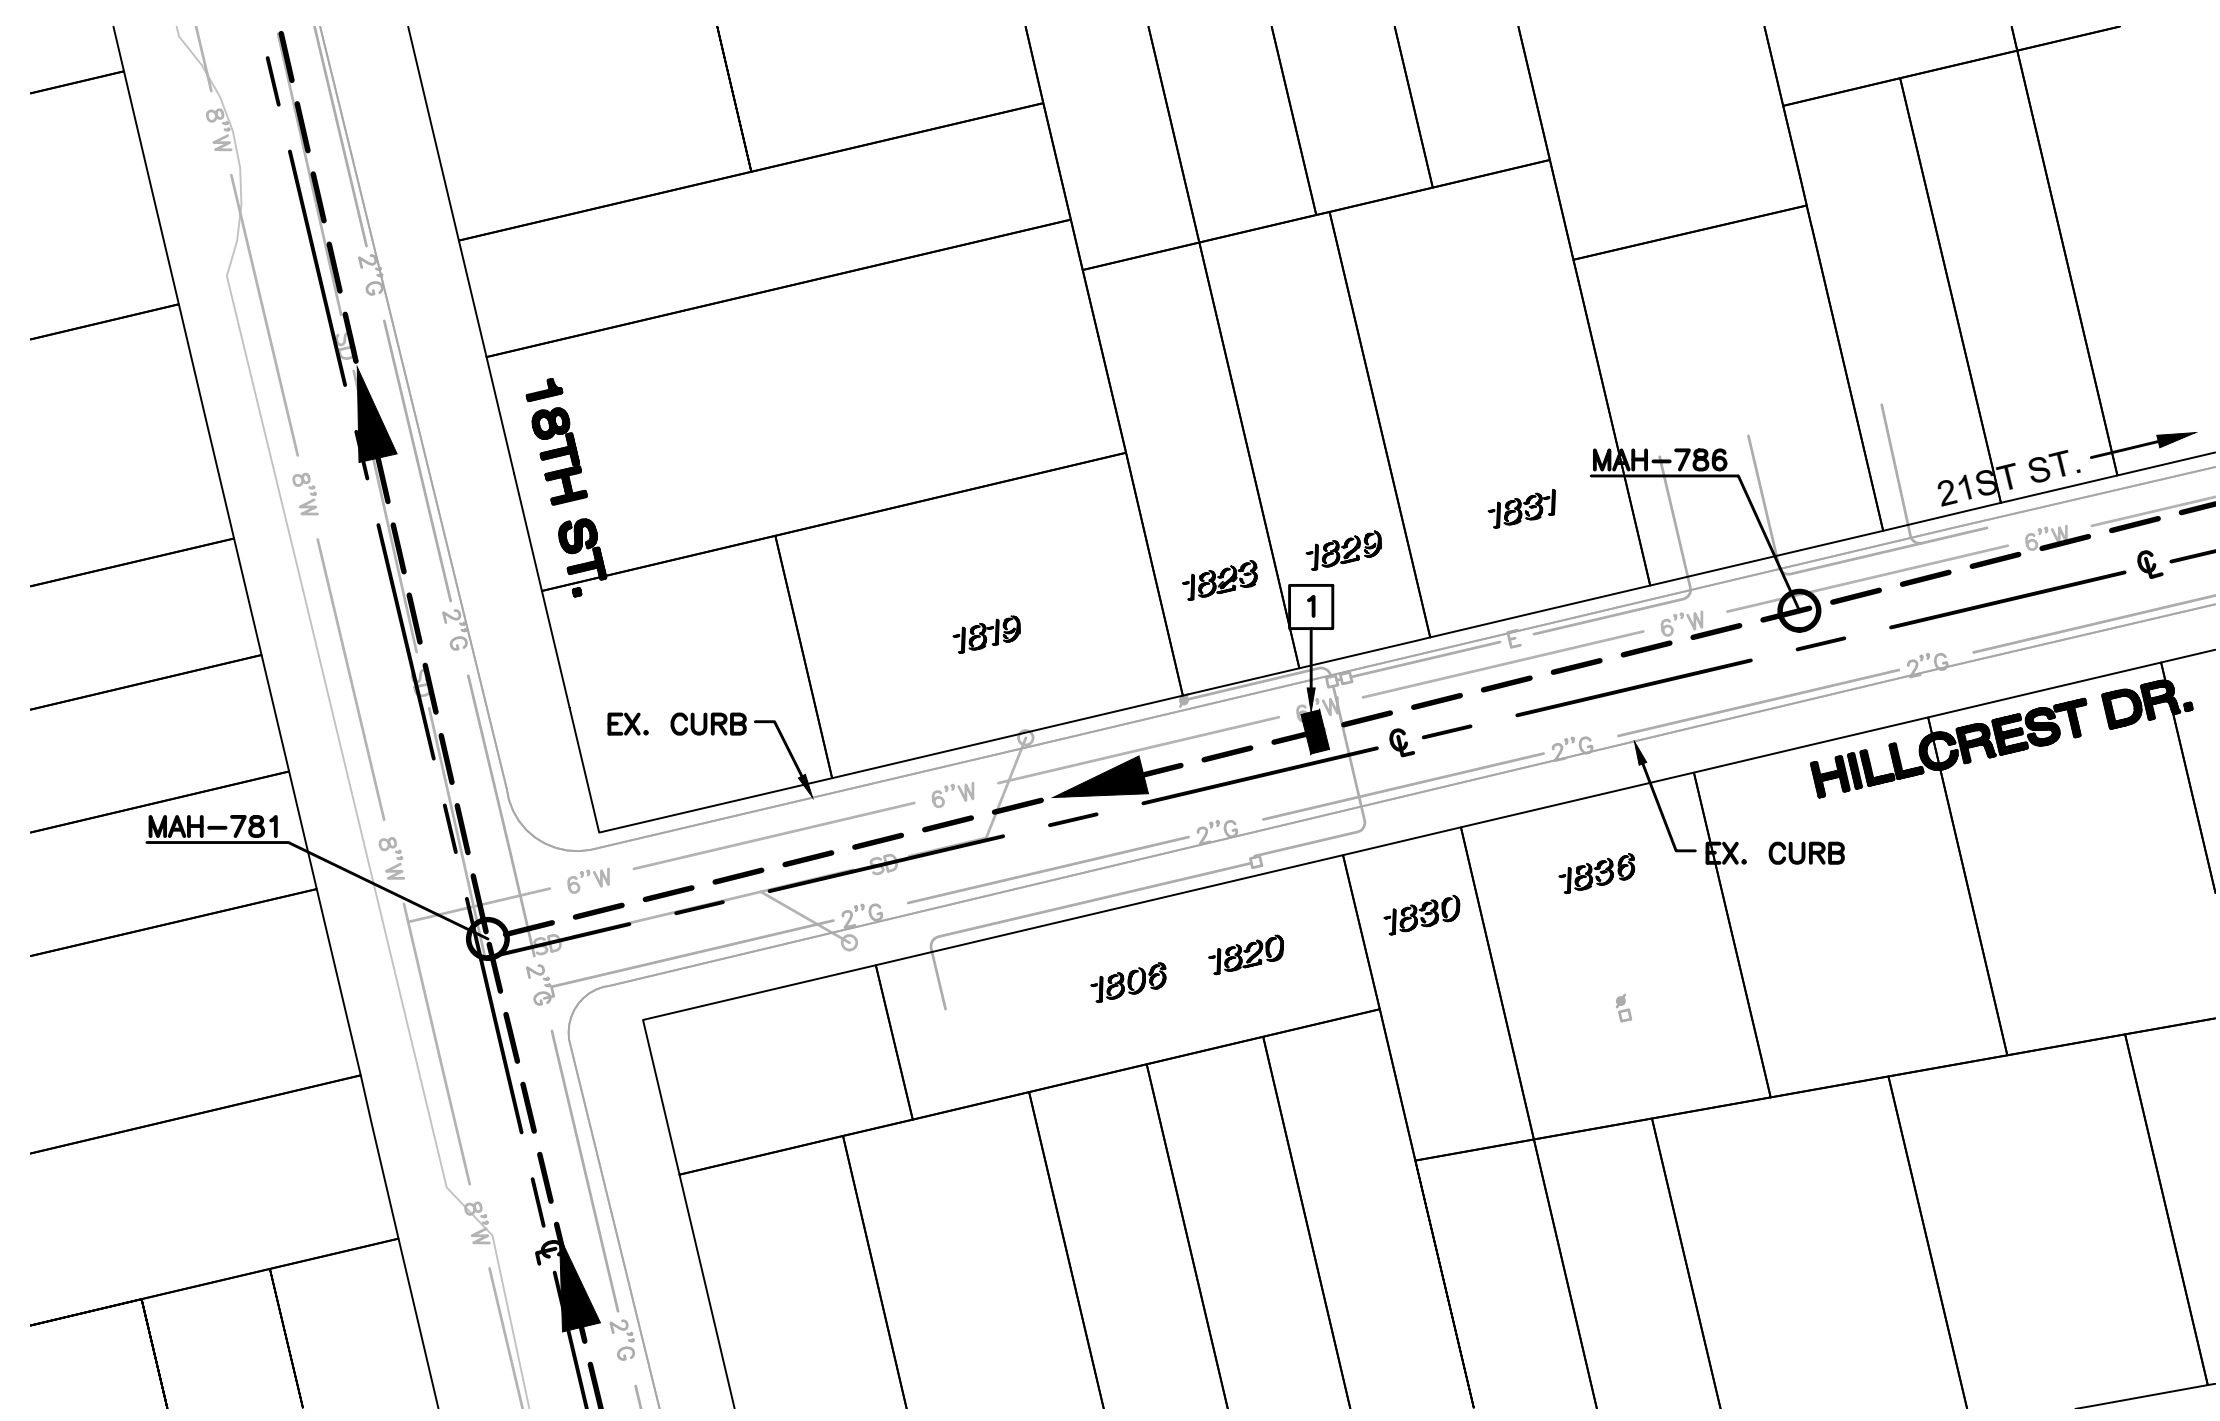 8"W
2"G
SD
18TH ST.
8"W
MAH-786
21ST ST.
1831
6"W
1829
1823
1
2"G
SD
1819
E
6"W
2"G
HILLCREST DR.
6"W
EX. CURB
℄
℄
2"G
6"W
MAH-781
2"G
EX. CURB
8"W
SD
6"W
1836
2"G
1830
SD
1820
1806
2"G
8"W
℄
2"G